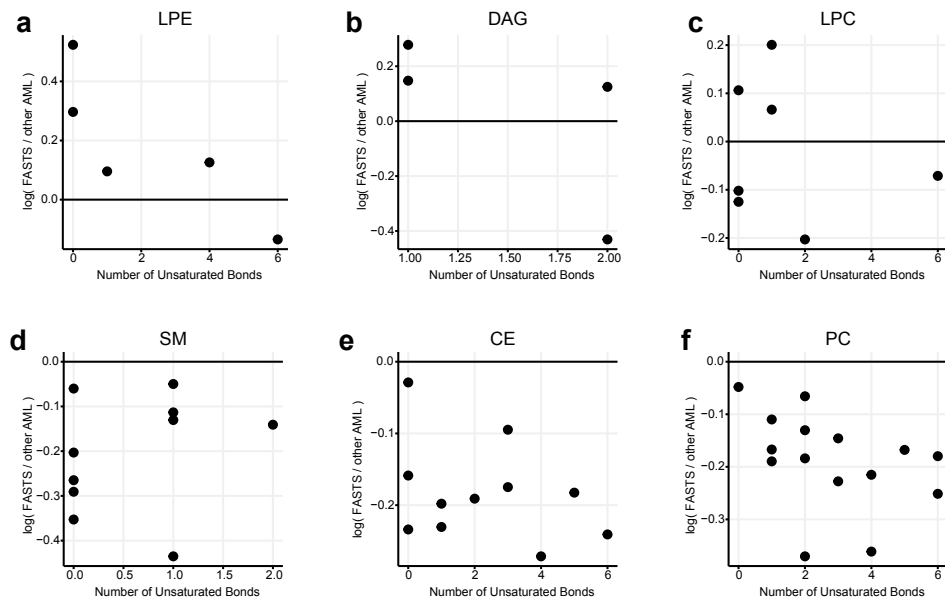 a
LPE
log( FASTS / other AML )
0.4
0.2
0.0
0
2
4
6
Number of Unsaturated Bonds
b
DAG
log( FASTS / other AML )
0.2
0.0
−0.2
−0.4
1.00
1.25
1.50
1.75
2.00
Number of Unsaturated Bonds
c
LPC
log( FASTS / other AML )
0.2
0.1
0.0
−0.1
−0.2
0
2
4
6
Number of Unsaturated Bonds
d
SM
log( FASTS / other AML )
0.0
−0.1
−0.2
−0.3
−0.4
0.0
0.5
1.0
1.5
2.0
Number of Unsaturated Bonds
e
CE
log( FASTS / other AML )
0.0
−0.1
−0.2
0
2
4
6
Number of Unsaturated Bonds
f
PC
log( FASTS / other AML )
0.0
−0.1
−0.2
−0.3
0
2
4
6
Number of Unsaturated Bonds